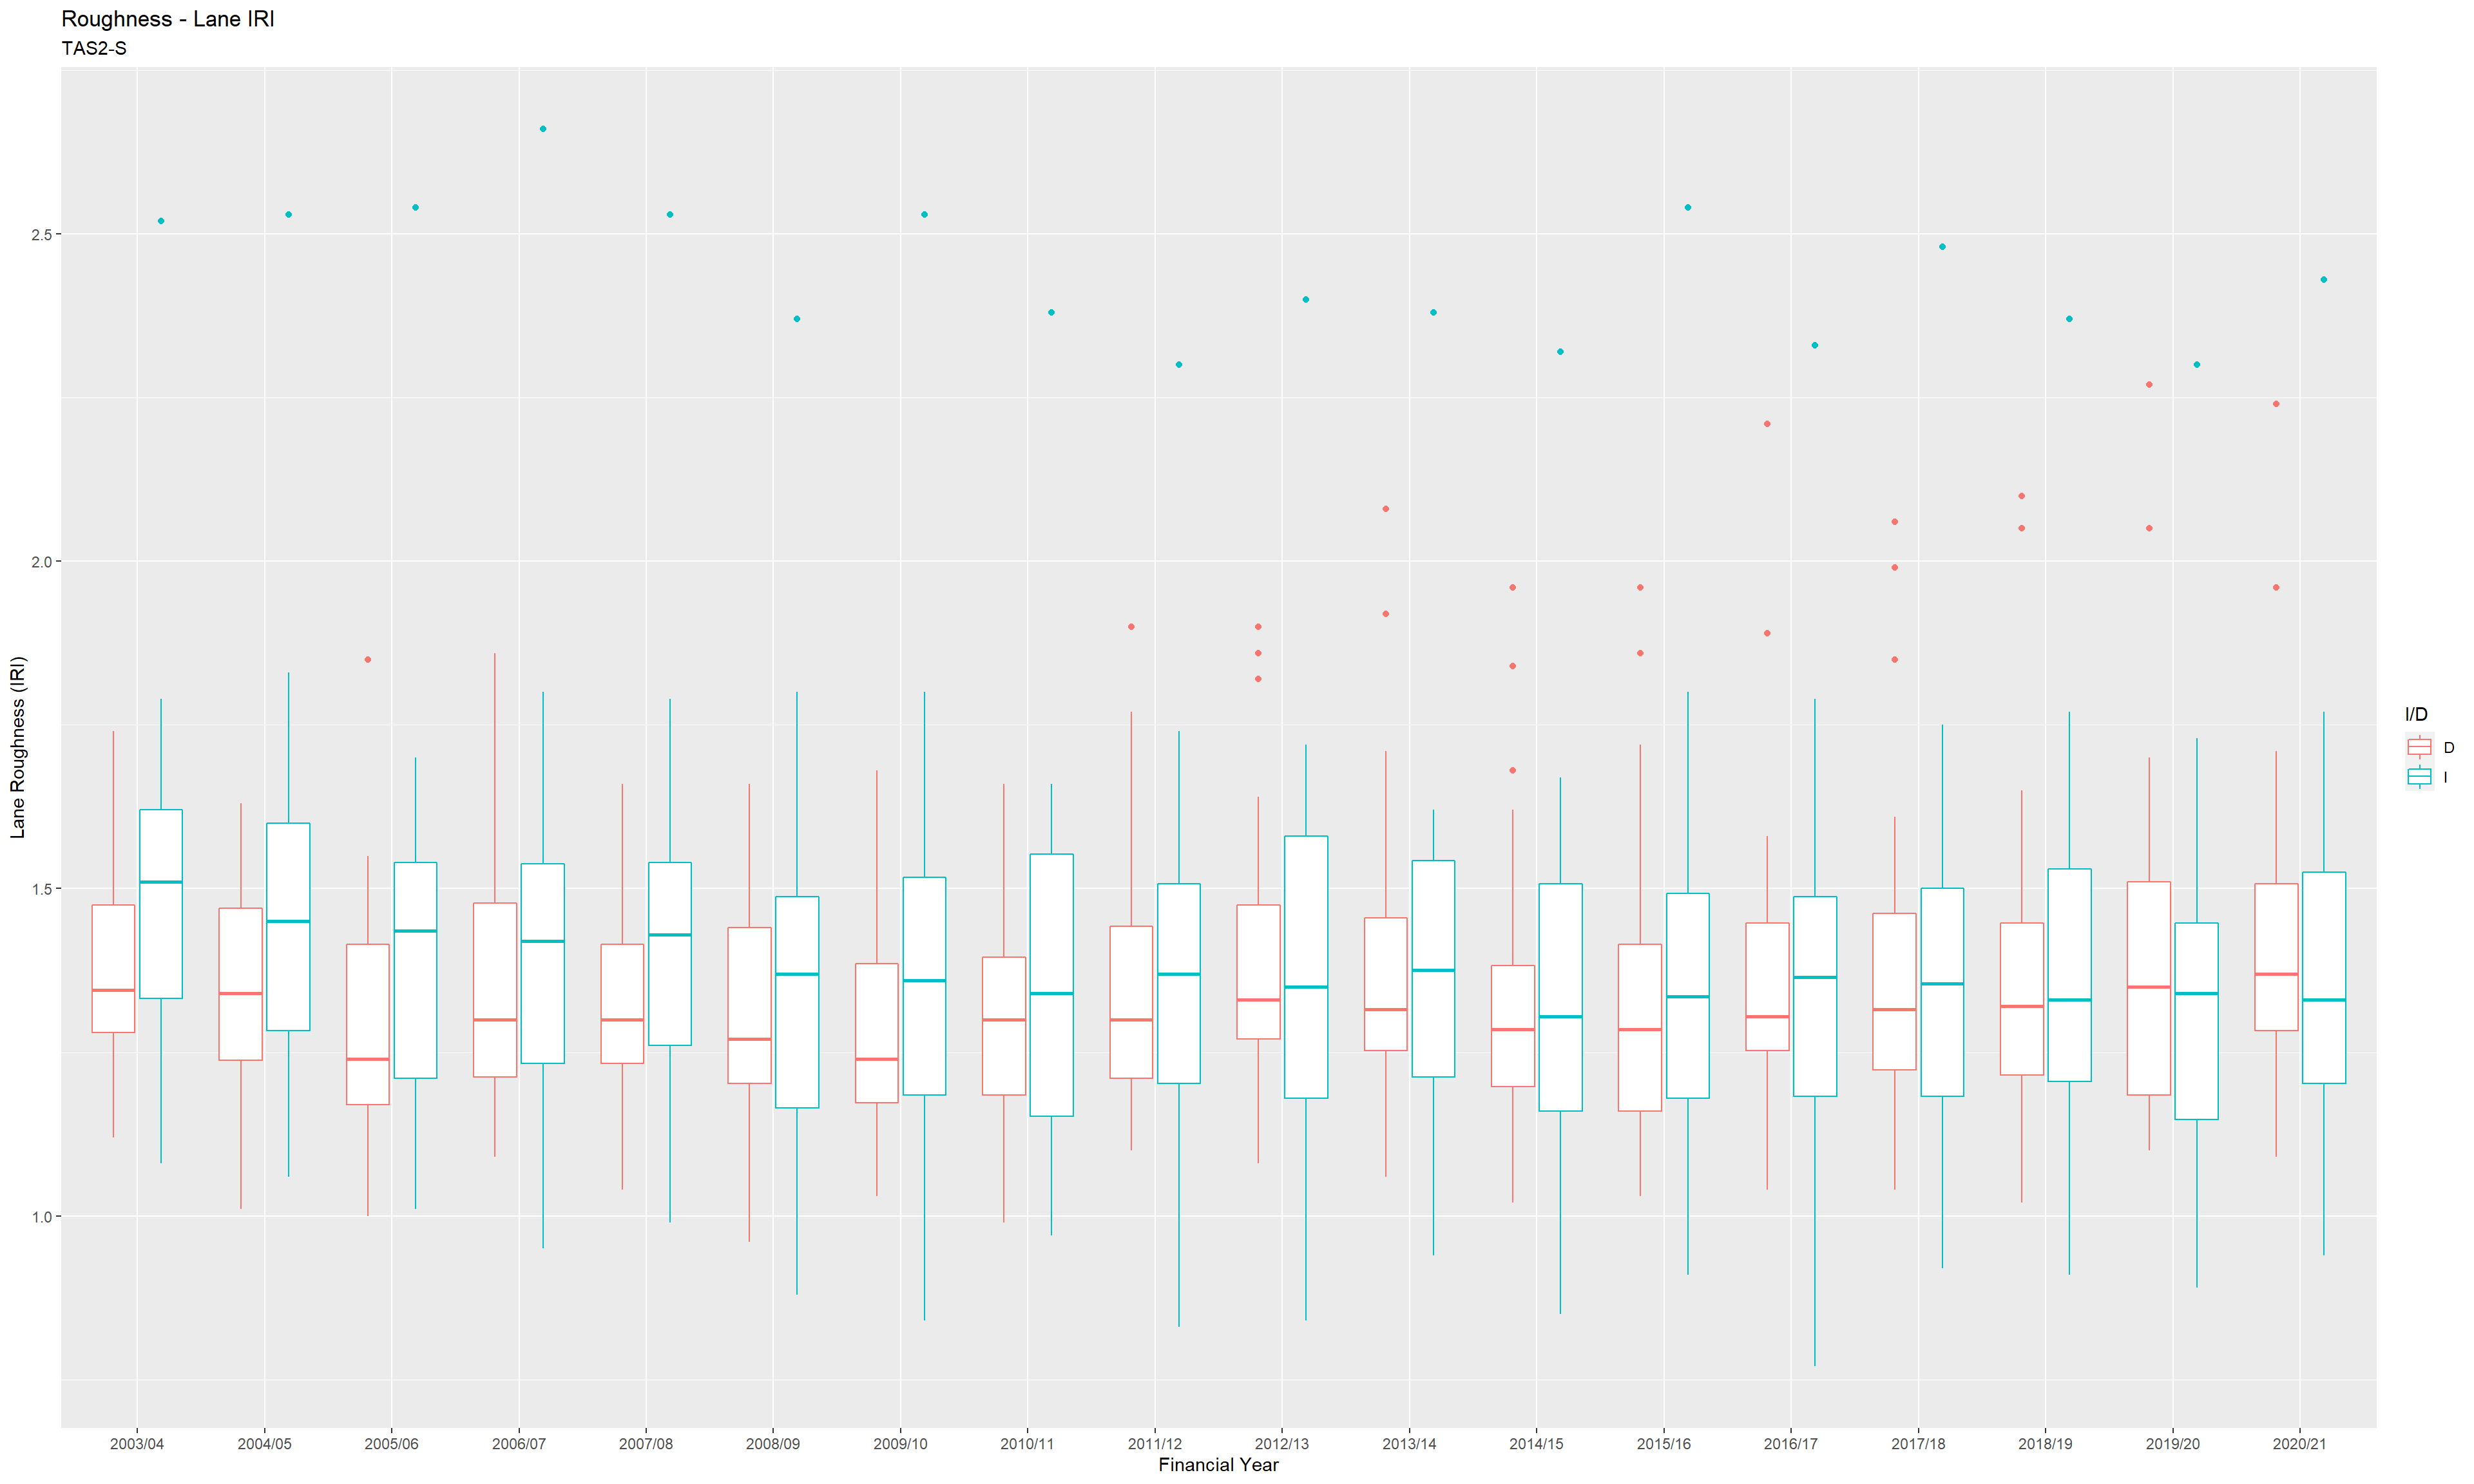 Roughness - Lane IRI
TAS2-S
Lane Roughness (IRI)
2.5
2.0
1.5
1.0
2003/04 2004/05 2005/06 2006/07 2007/08 2008/09 2009/10 2010/11 2011/12 2012/13 2013/14 2014/15 2015/16 2016/17 2017/18 2018/19 2019/20 2020/21
Financial Year
I/D
D
I